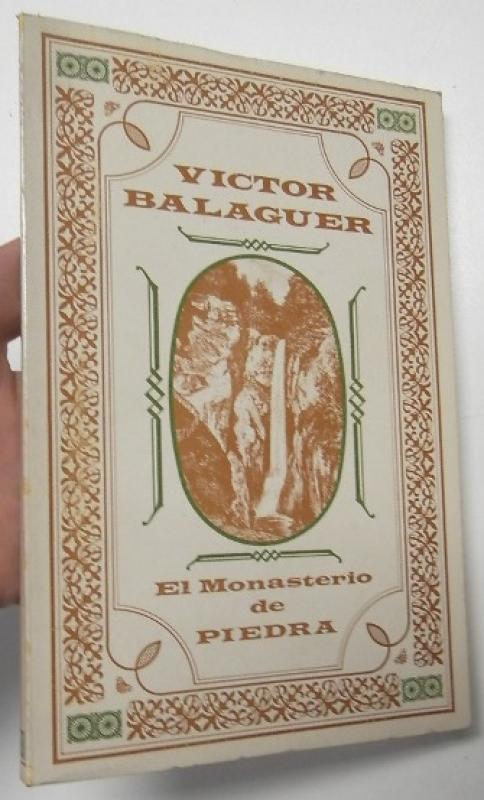 VICTOR
BALAGUER
El Monasterio
de
PIEDRA